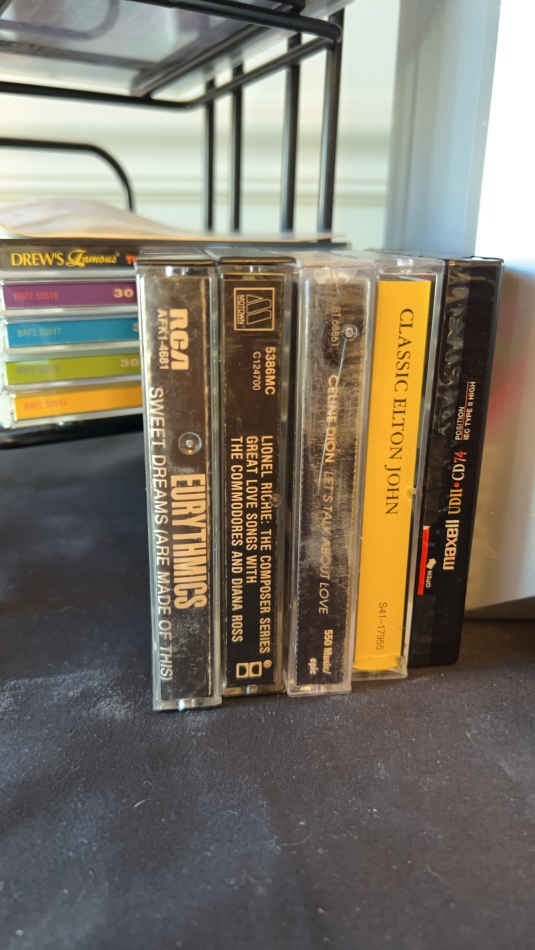 DREW'S Famous
30
30
RCA
AFK1-4681
EURYTHMICS
SWEET DREAMS (ARE MADE OF THIS)
MOTOWN
5386MC
C124700
LIONEL RICHIE: THE COMPOSER SERIES
GREAT LOVE SONGS WITH
THE COMMODORES AND DIANA ROSS
CELINE DION LET'S TALK ABOUT LOVE
550 Music/
epic
CLASSIC ELTON JOHN
S41-17955
POSITION
IEC TYPE II HIGH
maxell UDII•CD74
OPEN